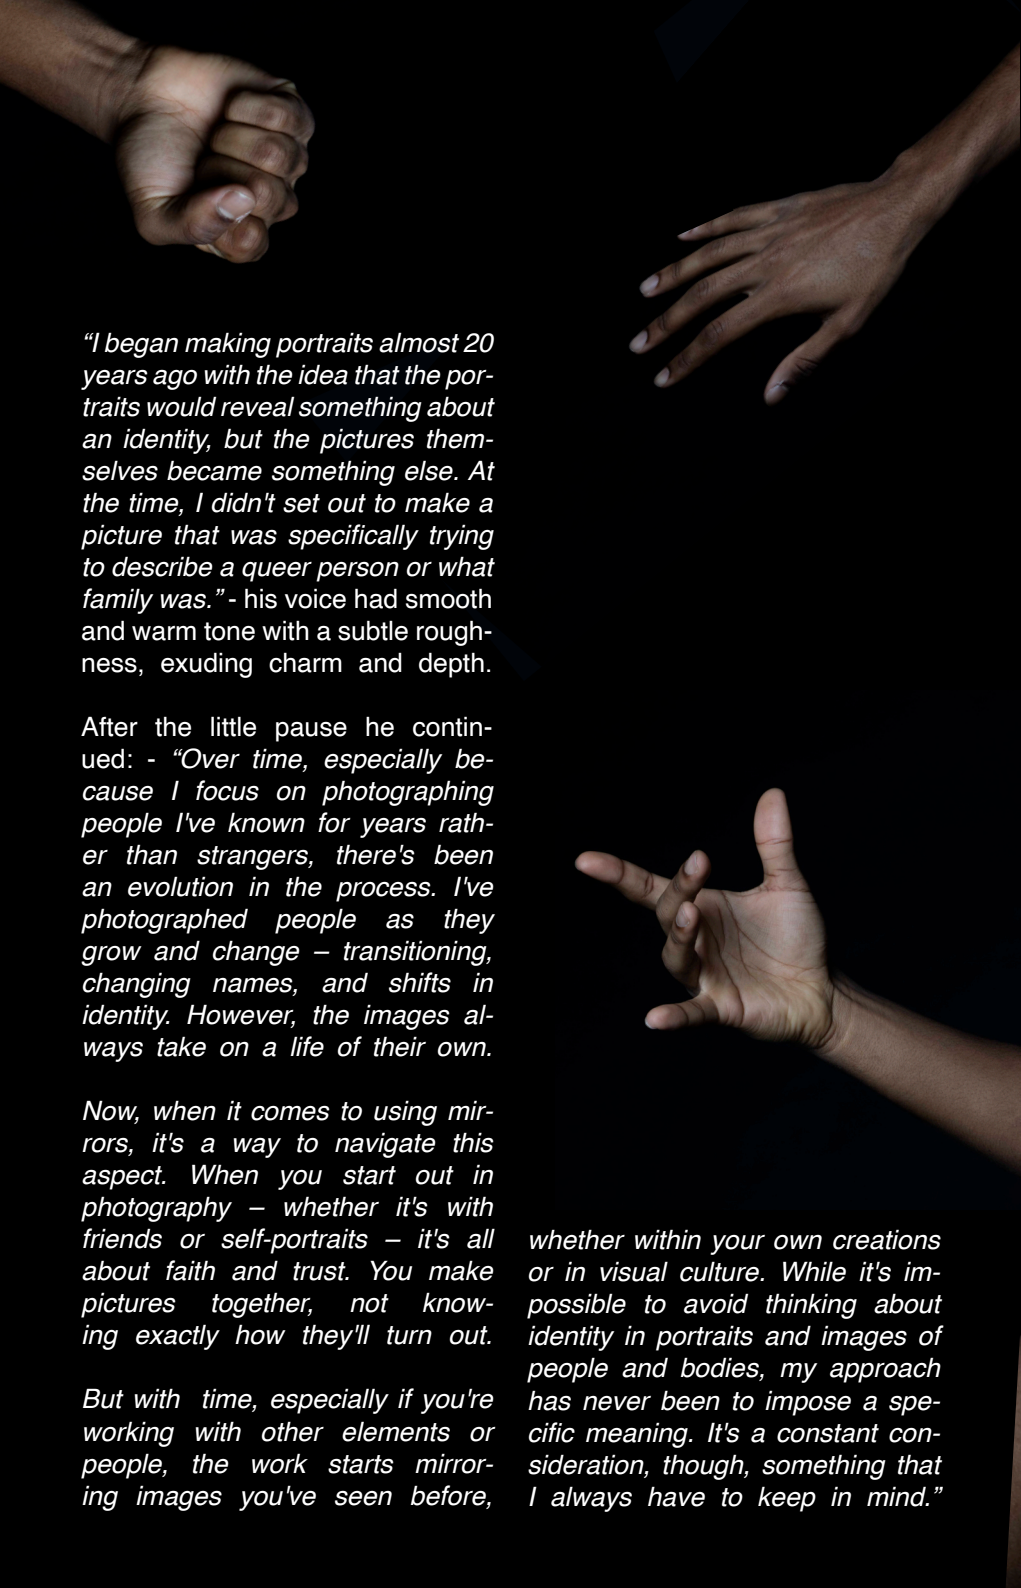 “I began making portraits almost 20
years ago with the idea that the por-
traits would reveal something about
an identity, but the pictures them-
selves became something else. At
the time, I didn't set out to make a
picture that was specifically trying
to describe a queer person or what
family was.” - his voice had smooth
and warm tone with a subtle rough-
ness, exuding charm and depth.
After the little pause he contin-
ued: - “Over time, especially be-
cause I focus on photographing
people I've known for years rath-
er than strangers, there's been
an evolution in the process. I've
photographed people as they
grow and change – transitioning,
changing names, and shifts in
identity. However, the images al-
ways take on a life of their own.
Now, when it comes to using mir-
rors, it's a way to navigate this
aspect. When you start out in
photography – whether it's with
friends or self-portraits – it's all
about faith and trust. You make
pictures together, not know-
ing exactly how they'll turn out.
But with time, especially if you're
working with other elements or
people, the work starts mirror-
ing images you've seen before,
whether within your own creations
or in visual culture. While it's im-
possible to avoid thinking about
identity in portraits and images of
people and bodies, my approach
has never been to impose a spe-
cific meaning. It's a constant con-
sideration, though, something that
I always have to keep in mind.”